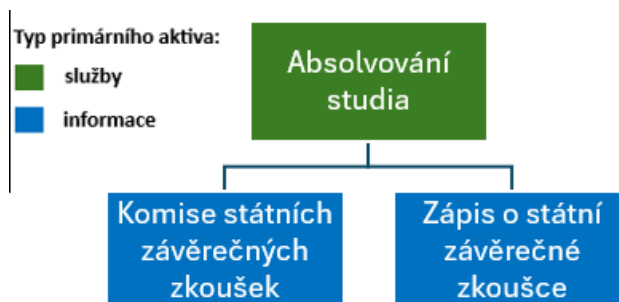 Typ primárního aktiva:
služby
informace
Absolvování
studia
Komise státních
závěrečných
zkoušek
Zápis o státní
závěrečné
zkoušce